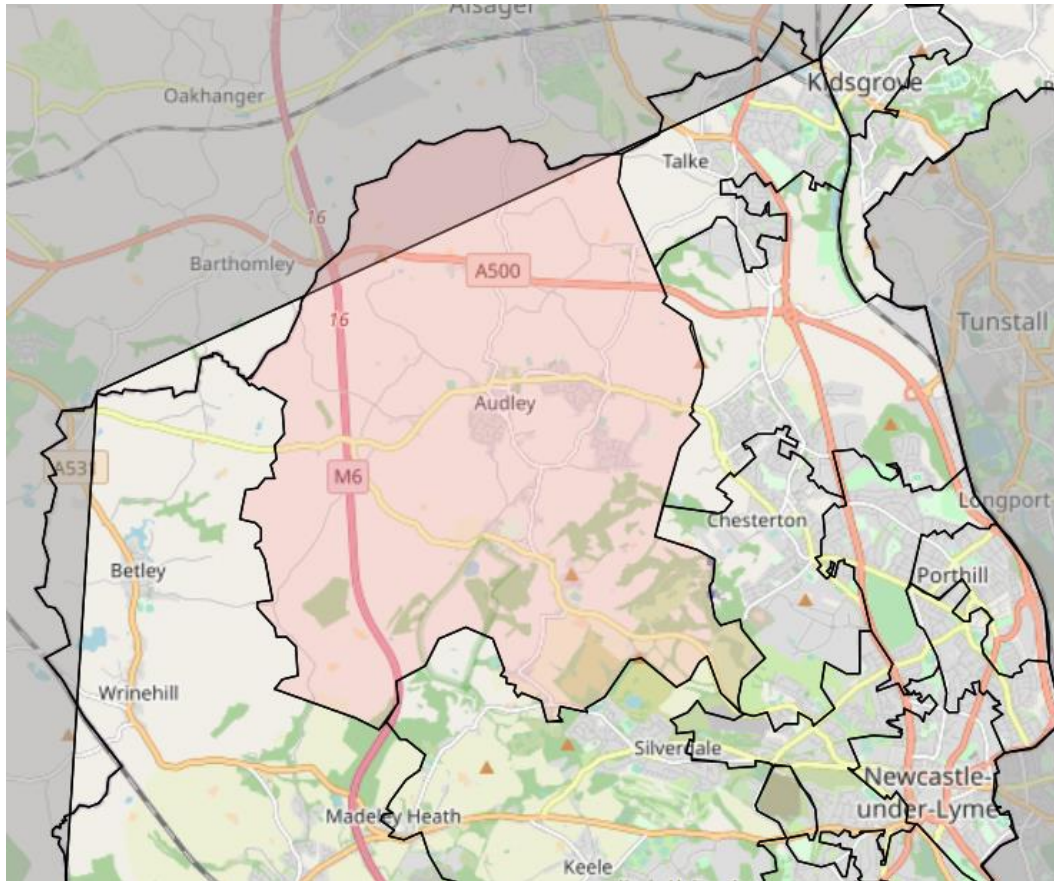 Alsager
Kidsgrove
Oakhanger
Talke
16
Barthomley
A500
16
Tunstall
Audley
A531
M6
Longport
Chesterton
Betley
Porthill
Wrinehill
Silverdale
Newcastle-
under-Lyme
Madeley Heath
Keele